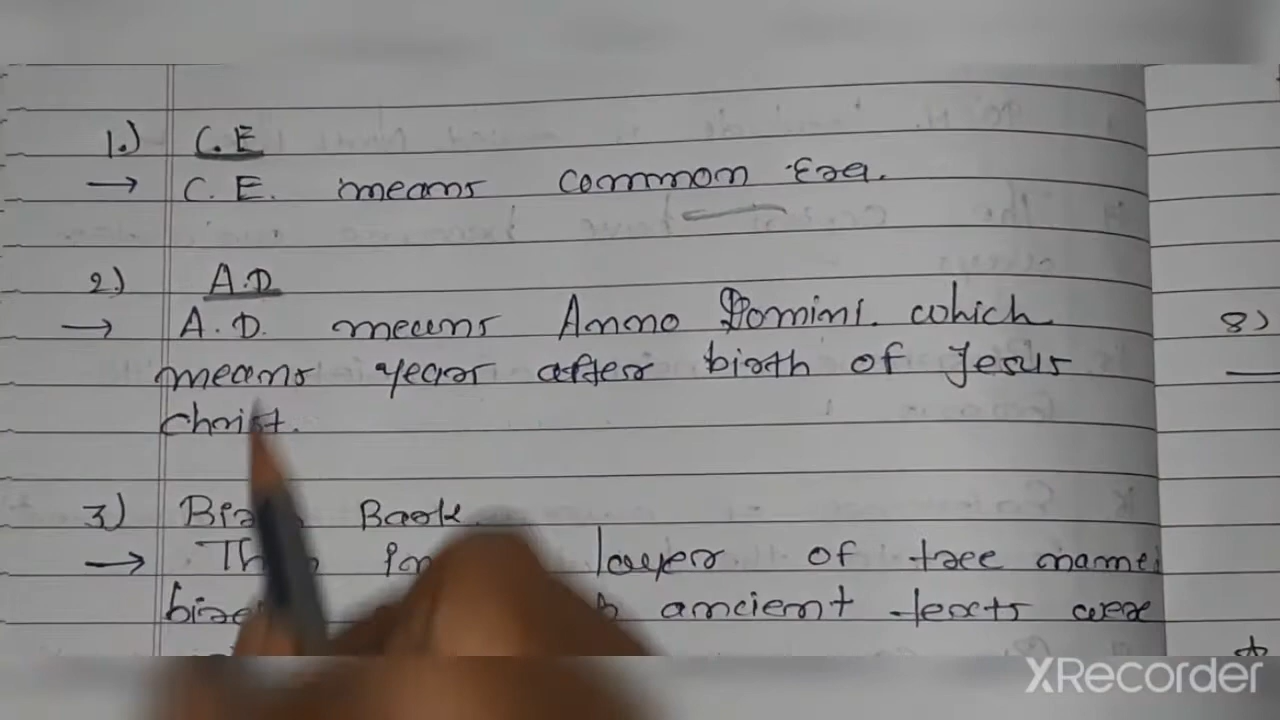 1.) C.E
→ C.E. means common Era.
2) A.D
→ A.D. means Anno Domini. which
means year after birth of Jesus
Christ.
3) Bark
→ layer of tree name
ancient texts were
8)
XRecorder